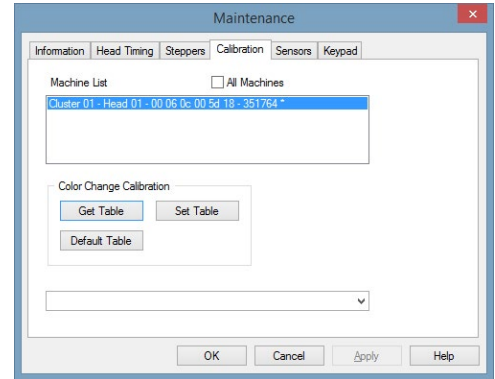 Maintenance
Information Head Timing Steppers Calibration Sensors Keypad
Machine List All Machines
Cluster 01 - Head 01 - 00 06 0c 00 5d 18 - 351764 *
Color Change Calibration
Get Table Set Table
Default Table
OK Cancel Apply Help